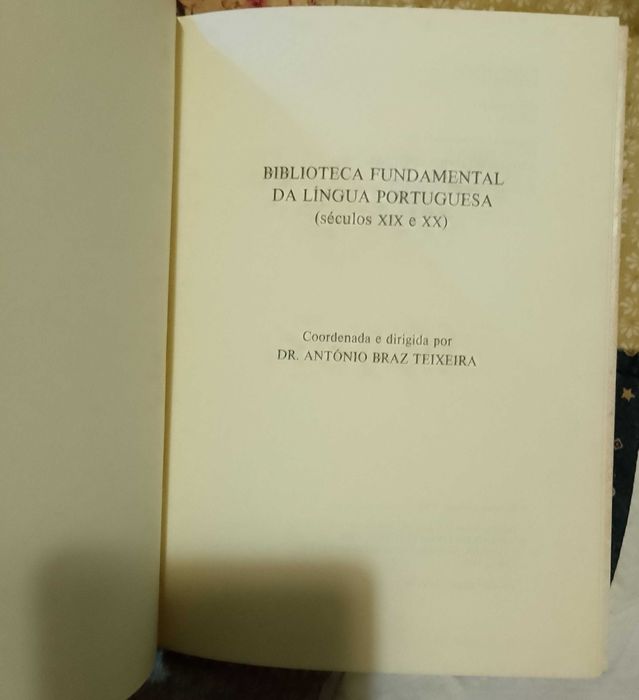 BIBLIOTECA FUNDAMENTAL
DA LÍNGUA PORTUGUESA
(séculos XIX e XX)
Coordenada e dirigida por
DR. ANTÓNIO BRAZ TEIXEIRA